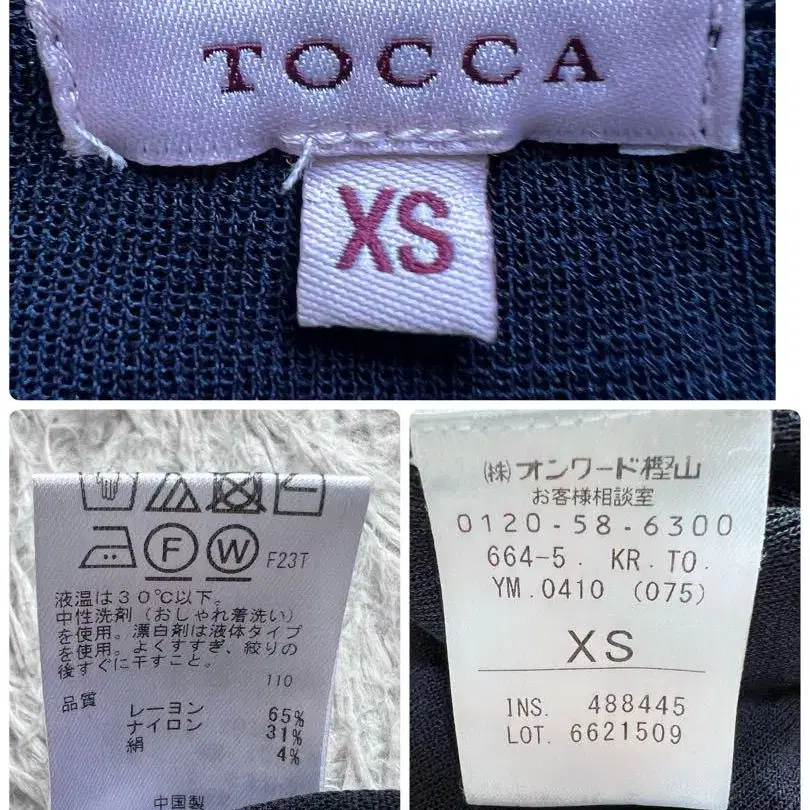 TOCCA
XS
F
W
F23T
液温は30℃以下。
中性洗剤(おしゃれ着洗い)
を使用。漂白剤は液体タイプ
を使用。よくすすぎ、絞りの
後すぐに干すこと。
110
品質
レーヨン 65%
ナイロン 31%
絹 4%
中国製
(株)オンワード樫山
お客様相談室
0120-58-6300
664-5. KR.TO.
YM.0410 (075)
XS
INS. 488445
LOT. 6621509